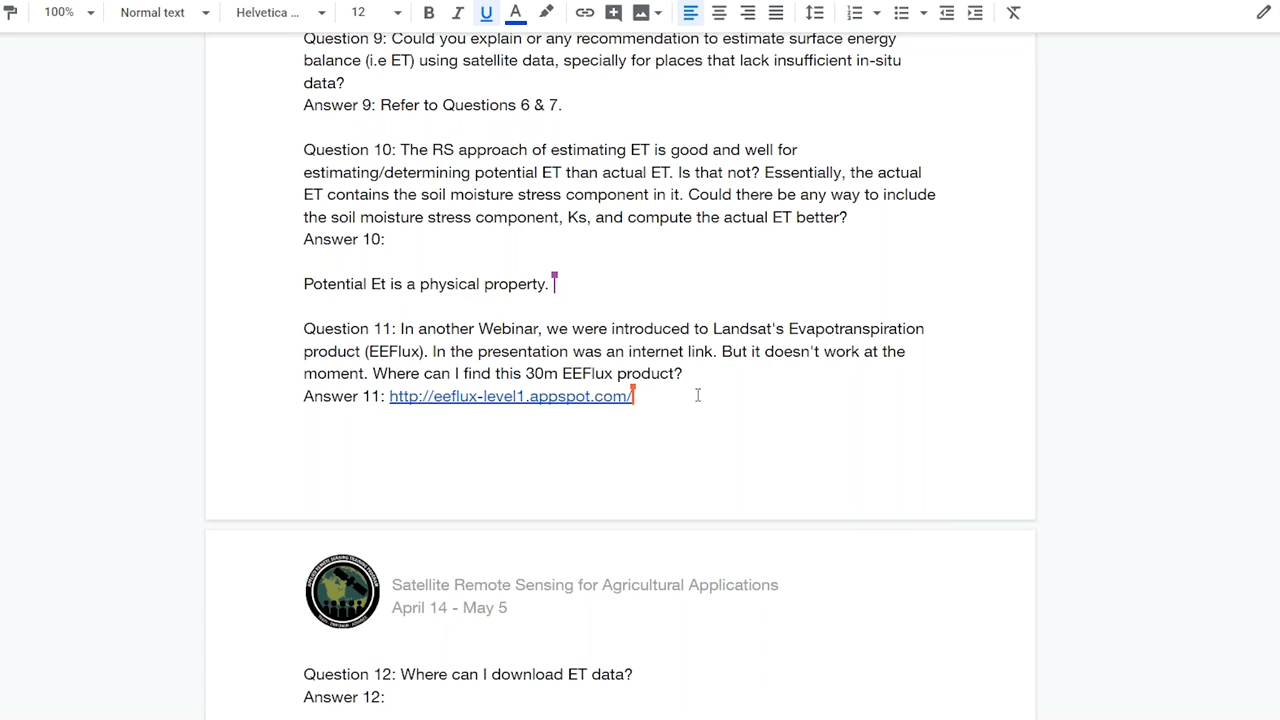 100% Normal text Helvetica ... 12 B I U A
Question 9: Could you explain or any recommendation to estimate surface energy
balance (i.e ET) using satellite data, specially for places that lack insufficient in-situ
data?
Answer 9: Refer to Questions 6 & 7.
Question 10: The RS approach of estimating ET is good and well for
estimating/determining potential ET than actual ET. Is that not? Essentially, the actual
ET contains the soil moisture stress component in it. Could there be any way to include
the soil moisture stress component, Ks, and compute the actual ET better?
Answer 10:
Potential Et is a physical property.
Question 11: In another Webinar, we were introduced to Landsat's Evapotranspiration
product (EEFlux). In the presentation was an internet link. But it doesn't work at the
moment. Where can I find this 30m EEFlux product?
Answer 11: http://eeflux-level1.appspot.com/
Satellite Remote Sensing for Agricultural Applications
April 14 - May 5
Question 12: Where can I download ET data?
Answer 12: